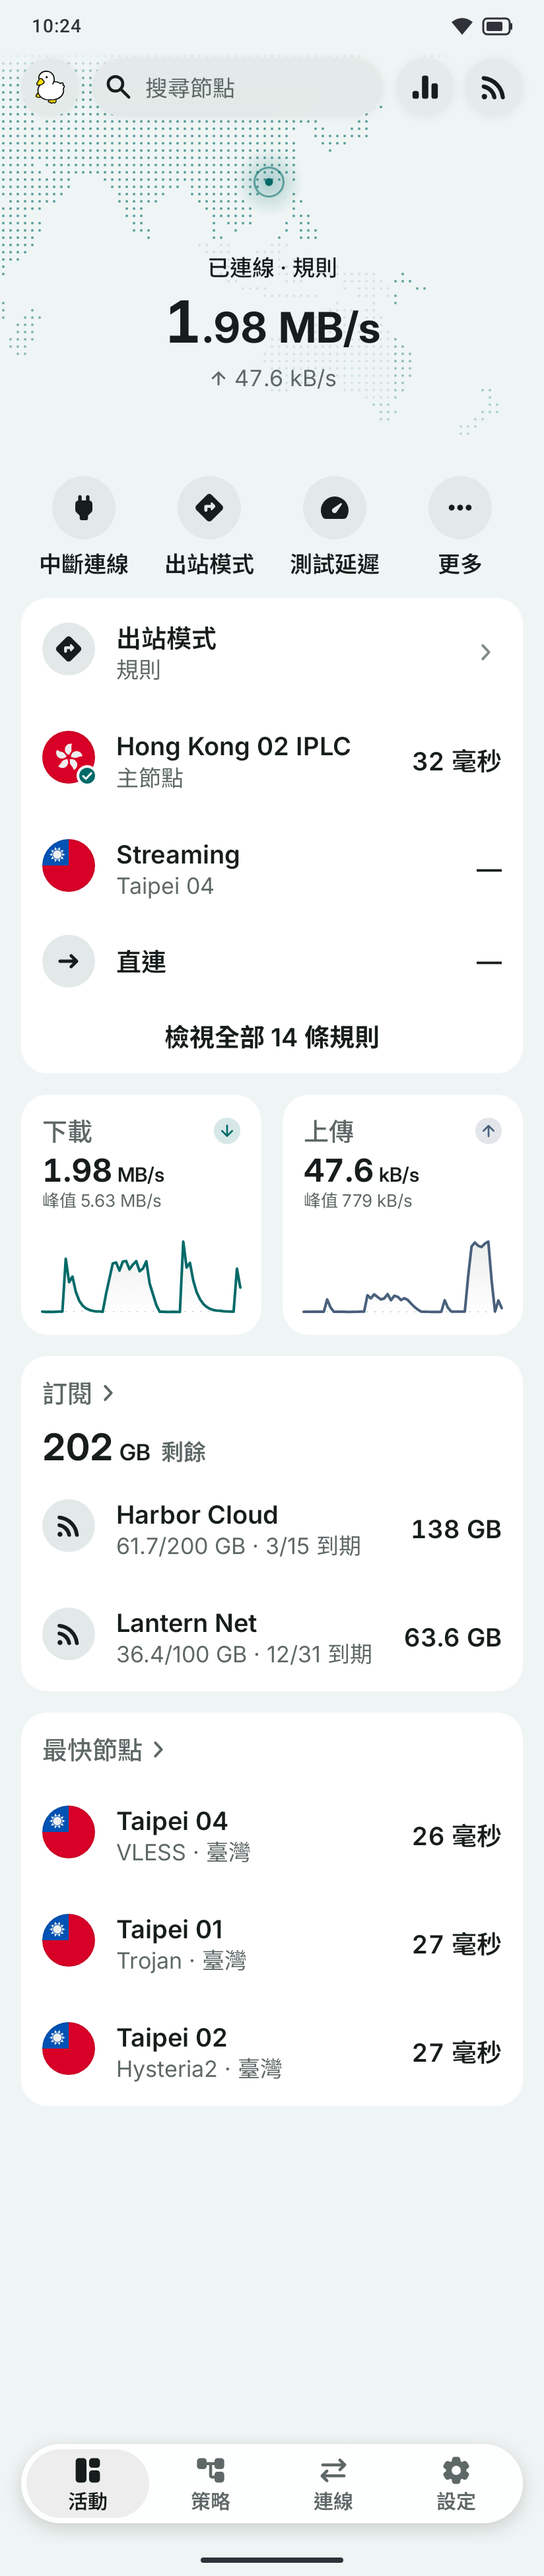 10:24
搜尋節點
已連線 · 規則
1.98 MB/s
↑ 47.6 kB/s
中斷連線
出站模式
測試延遲
更多
出站模式
規則
Hong Kong 02 IPLC
主節點
32 毫秒
Streaming
Taipei 04
—
直連
—
檢視全部 14 條規則
下載
1.98 MB/s
峰值 5.63 MB/s
上傳
47.6 kB/s
峰值 779 kB/s
訂閱
202 GB 剩餘
Harbor Cloud
61.7/200 GB · 3/15 到期
138 GB
Lantern Net
36.4/100 GB · 12/31 到期
63.6 GB
最快節點
Taipei 04
VLESS · 臺灣
26 毫秒
Taipei 01
Trojan · 臺灣
27 毫秒
Taipei 02
Hysteria2 · 臺灣
27 毫秒
活動
策略
連線
設定